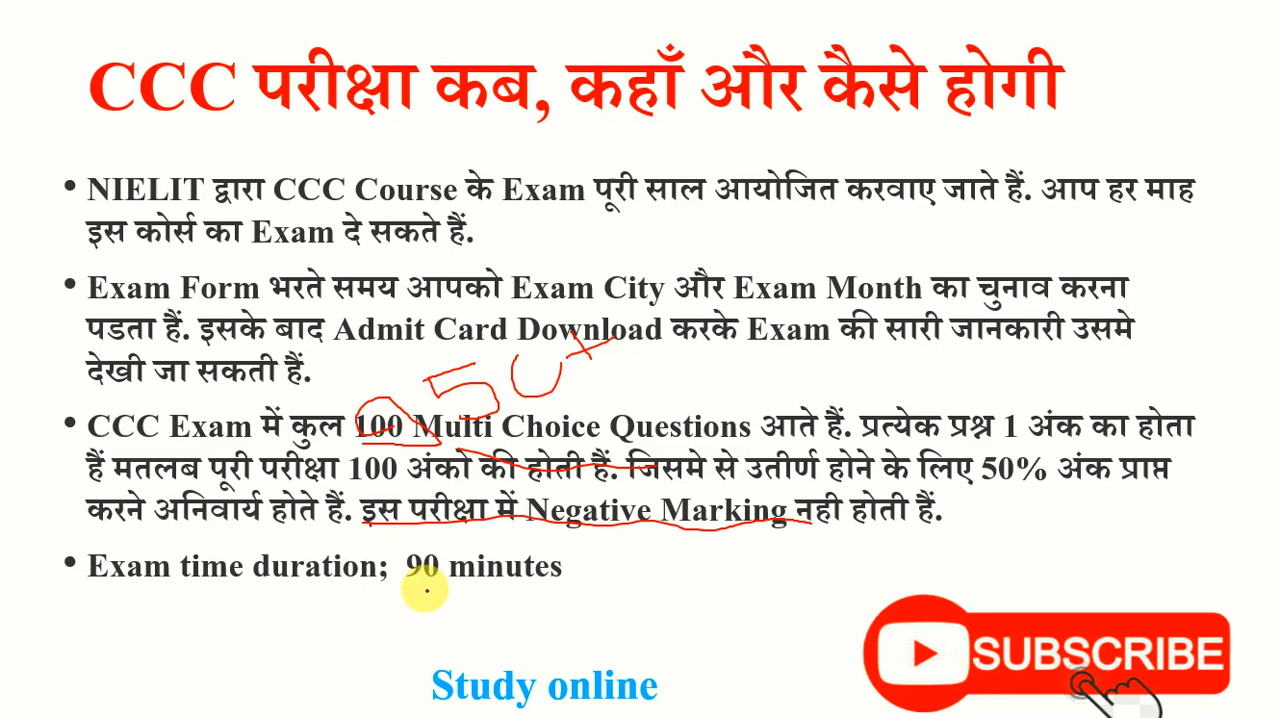 CCC परीक्षा कब, कहाँ और कैसे होगी
• NIELIT द्वारा CCC Course के Exam पूरी साल आयोजित करवाए जाते हैं. आप हर माह
इस कोर्स का Exam दे सकते हैं.
• Exam Form भरते समय आपको Exam City और Exam Month का चुनाव करना
पडता हैं. इसके बाद Admit Card Download करके Exam की सारी जानकारी उसमे
देखी जा सकती हैं.
50+
• CCC Exam में कुल 100 Multi Choice Questions आते हैं. प्रत्येक प्रश्न 1 अंक का होता
हैं मतलब पूरी परीक्षा 100 अंको की होती हैं. जिसमे से उतीर्ण होने के लिए 50% अंक प्राप्त
करने अनिवार्य होते हैं. इस परीक्षा में Negative Marking नही होती हैं.
• Exam time duration; 90 minutes
SUBSCRIBE
Study online